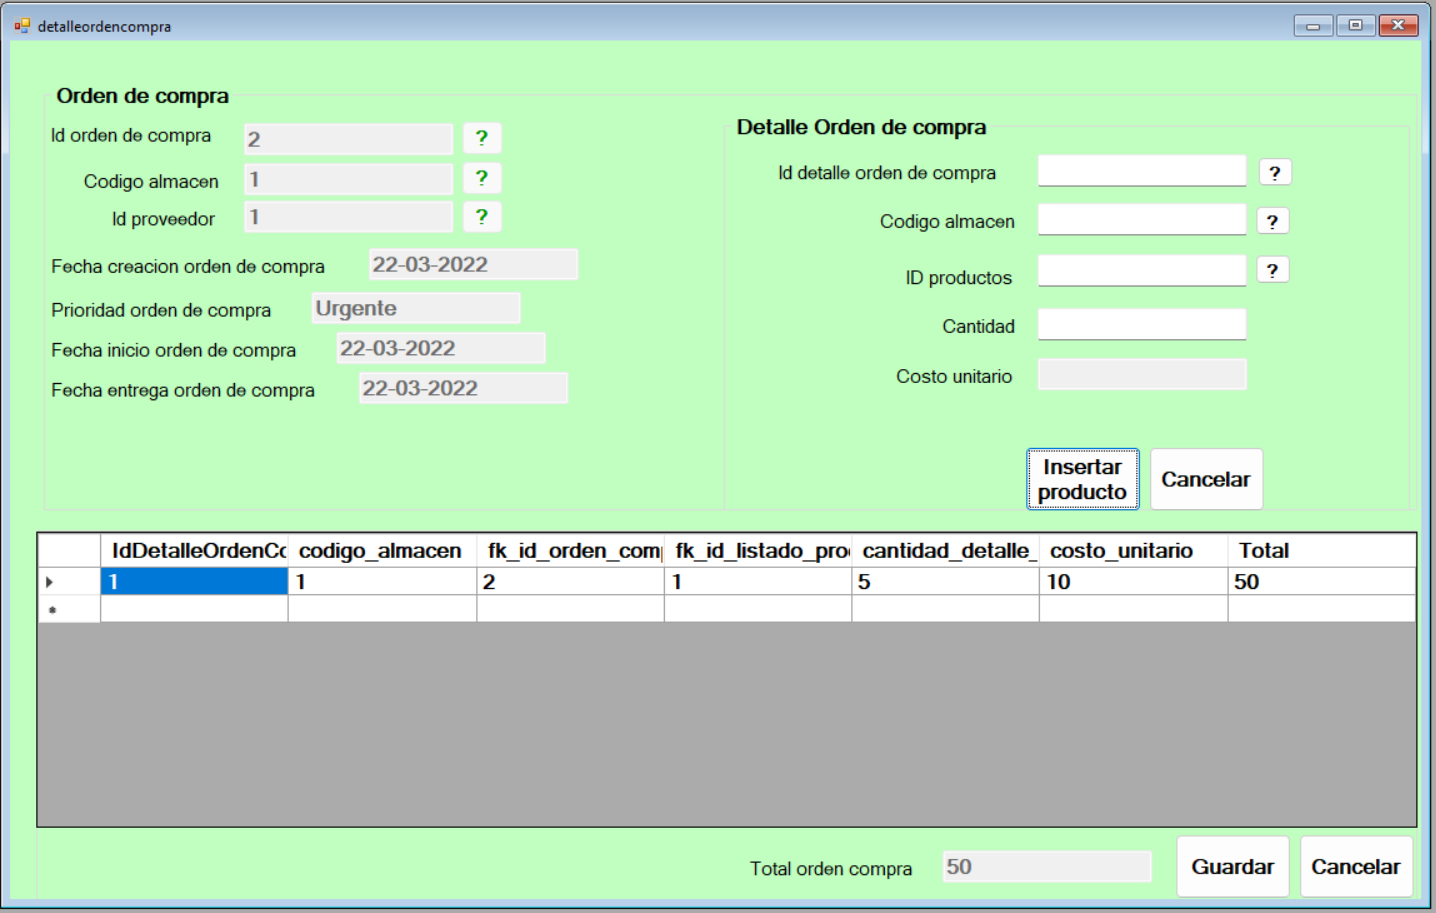 detalleordencompra
Orden de compra
Id orden de compra 2 ?
Codigo almacen 1 ?
Id proveedor 1 ?
Fecha creacion orden de compra 22-03-2022
Prioridad orden de compra Urgente
Fecha inicio orden de compra 22-03-2022
Fecha entrega orden de compra 22-03-2022
Detalle Orden de compra
Id detalle orden de compra ?
Codigo almacen ?
ID productos ?
Cantidad
Costo unitario
Insertar
producto
Cancelar
IdDetalleOrdenCo codigo_almacen fk_id_orden_comp fk_id_listado_pro cantidad_detalle_ costo_unitario Total
1 1 2 1 5 10 50
Total orden compra 50 Guardar Cancelar